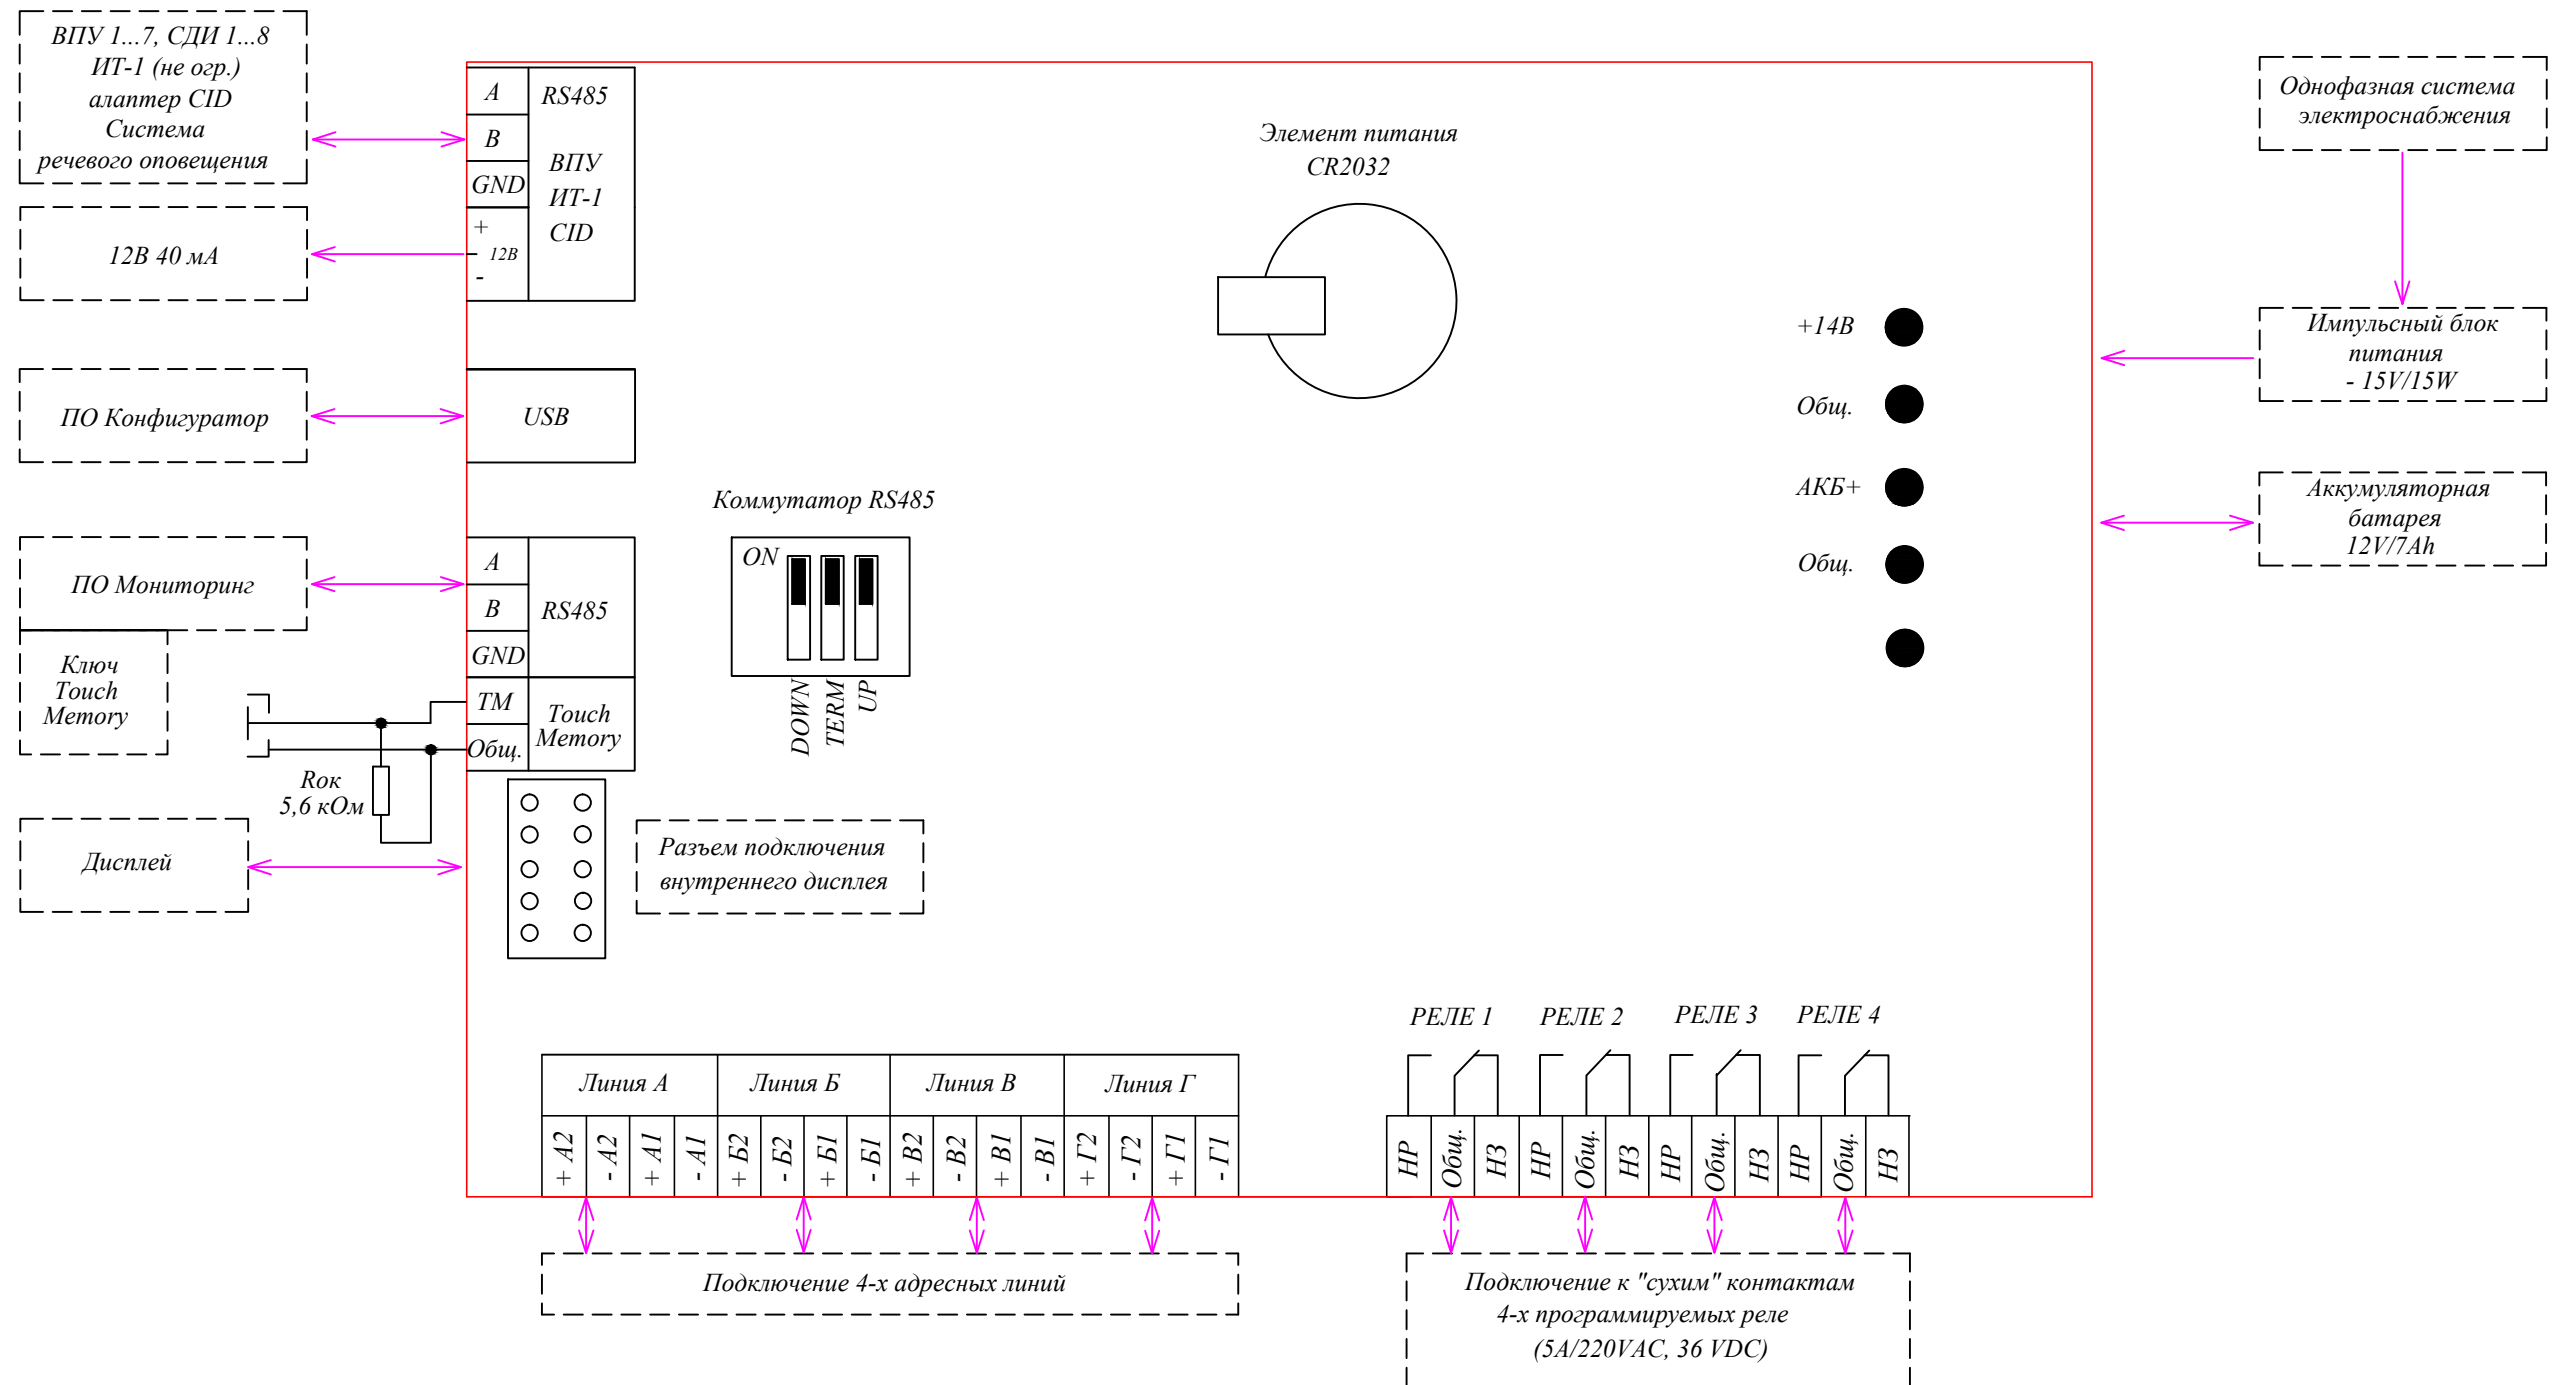 ВПУ 1...7, СДИ 1...8
ИТ-1 (не огр.)
алаптер CID
Система
речевого оповещения
12В 40 мА
ПО Конфигуратор
ПО Мониторинг
Ключ
Touch
Memory
Rок
5,6 кОм
Дисплей
A
B
GND
+
12В
-
RS485
ВПУ
ИТ-1
CID
USB
A
B
GND
RS485
TM
Общ.
Touch
Memory
Коммутатор RS485
ON
DOWN
TERM
UP
Разъем подключения
внутреннего дисплея
Элемент питания
CR2032
+14В
Общ.
АКБ+
Общ.
Однофазная система
электроснабжения
Импульсный блок
питания
- 15V/15W
Аккумуляторная
батарея
12V/7Ah
Линия А
Линия Б
Линия В
Линия Г
+ А2
- А2
+ А1
- А1
+ Б2
- Б2
+ Б1
- Б1
+ В2
- В2
+ В1
- В1
+ Г2
- Г2
+ Г1
- Г1
Подключение 4-х адресных линий
РЕЛЕ 1
РЕЛЕ 2
РЕЛЕ 3
РЕЛЕ 4
НР
Общ.
НЗ
НР
Общ.
НЗ
НР
Общ.
НЗ
НР
Общ.
НЗ
Подключение к "сухим" контактам
4-х программируемых реле
(5А/220VAC, 36 VDC)